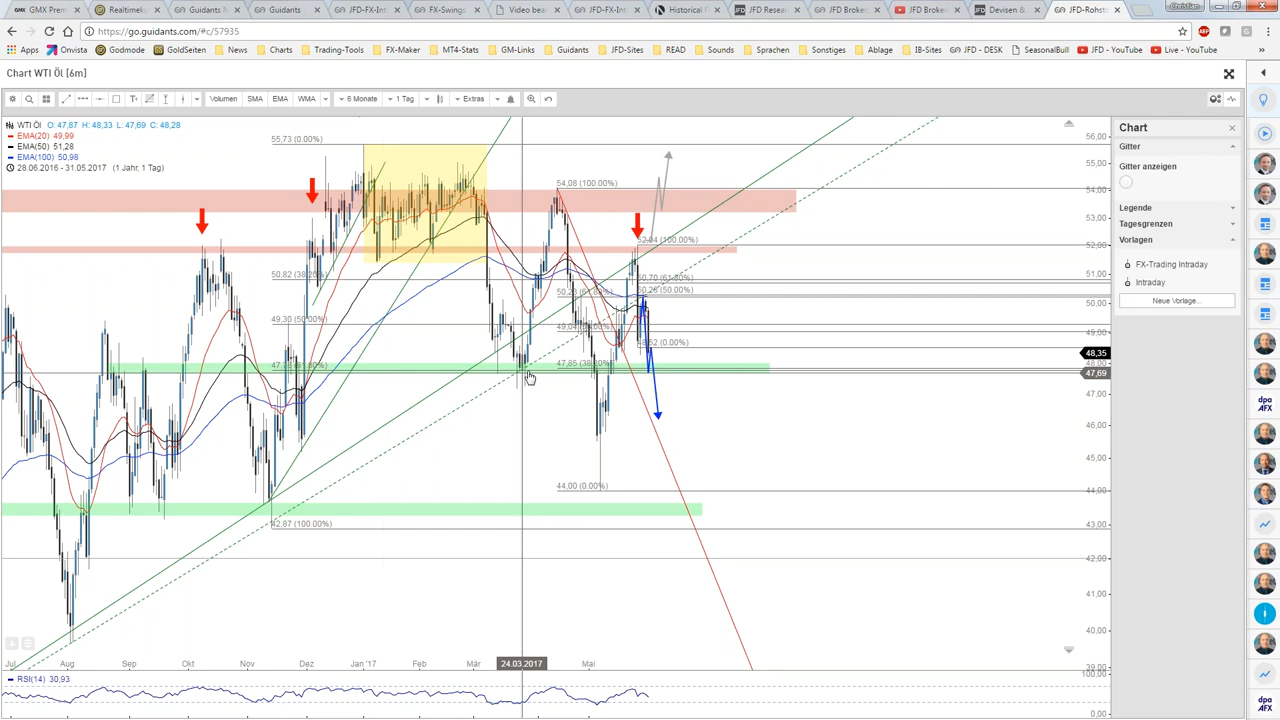 GMX Prem
Realtimeku
Guidants N
Guidants
JFD-FX-Int
FX-Swings
Video bea
JFD-FX-Int
Historical F
JFD Resea
JFD Broke
JFD Broke
Devisen &
JFD-Rohst
Christian
https://go.guidants.com/#c/57935
Apps Onvista Godmode GoldSeiten News Charts Trading-Tools FX-Maker MT4-Stats GM-Links Guidants JFD-Sites READ Sounds Sprachen Sonstiges Ablage IB-Sites JFD - DESK SeasonalBull JFD - YouTube Live - YouTube
Chart WTI Öl [6m]
Volumen SMA EMA WMA 6 Monate 1 Tag Extras
WTI Öl O: 47,87 H: 48,33 L: 47,69 C: 48,28
EMA(20) 49,99
EMA(50) 51,28
EMA(100) 50,98
28.06.2016 - 31.05.2017 (1 Jahr, 1 Tag)
55,73 (0.00%)
54,08 (100.00%)
50,82 (38.20%)
50,70 (61.80%)
50,26 (50.00%)
49,30 (50.00%)
48,52 (0.00%)
47,85 (38.20%)
44,00 (0.00%)
42,87 (100.00%)
56,00
55,00
54,00
53,00
52,00
51,00
50,00
49,00
48,35
48,00
47,69
47,00
46,00
45,00
44,00
43,00
42,00
41,00
40,00
39,00
Jul Aug Sep Okt Nov Dez Jan '17 Feb Mär 24.03.2017 Mai
RSI(14) 30,93
100,00
0,00
Chart
Gitter
Gitter anzeigen
Legende
Tagesgrenzen
Vorlagen
FX-Trading Intraday
Intraday
Neue Vorlage...
dpa
AFX
dpa
AFX